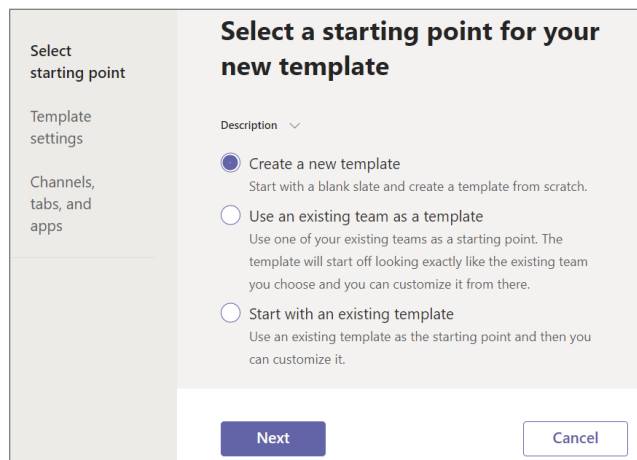 Select
starting point
Template
settings
Channels,
tabs, and
apps
Select a starting point for your
new template
Description
Create a new template
Start with a blank slate and create a template from scratch.
Use an existing team as a template
Use one of your existing teams as a starting point. The
template will start off looking exactly like the existing team
you choose and you can customize it from there.
Start with an existing template
Use an existing template as the starting point and then you
can customize it.
Next
Cancel